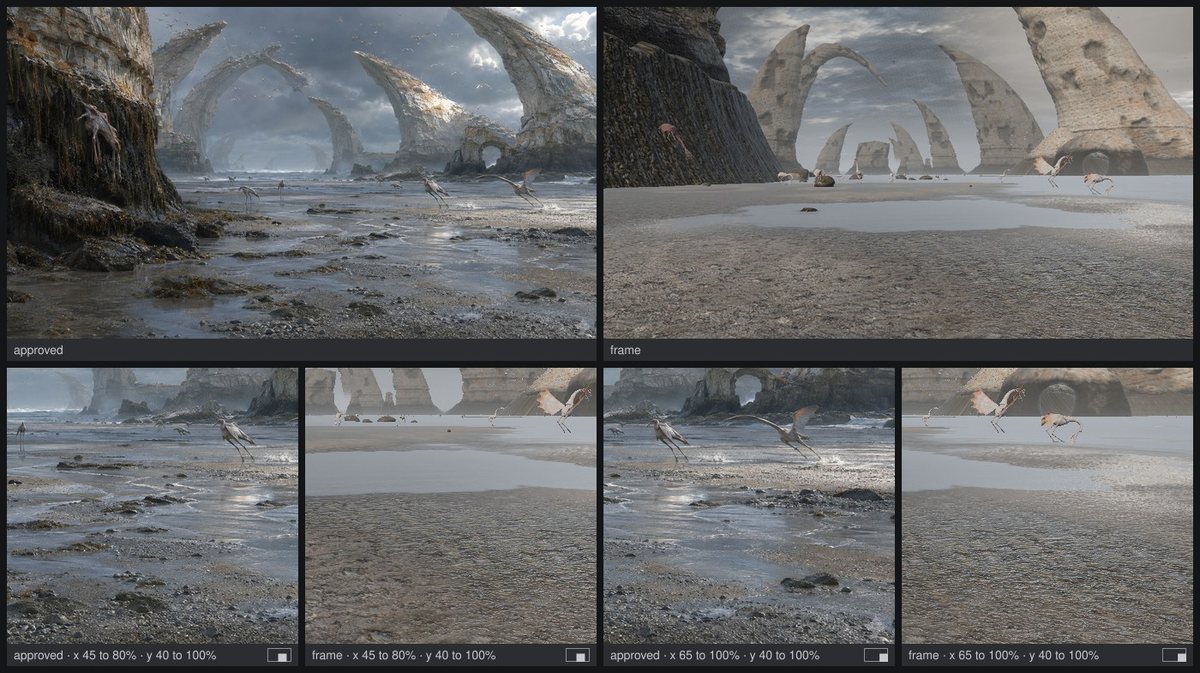 approved
frame
approved · x 45 to 80% · y 40 to 100%
frame · x 45 to 80% · y 40 to 100%
approved · x 65 to 100% · y 40 to 100%
frame · x 65 to 100% · y 40 to 100%